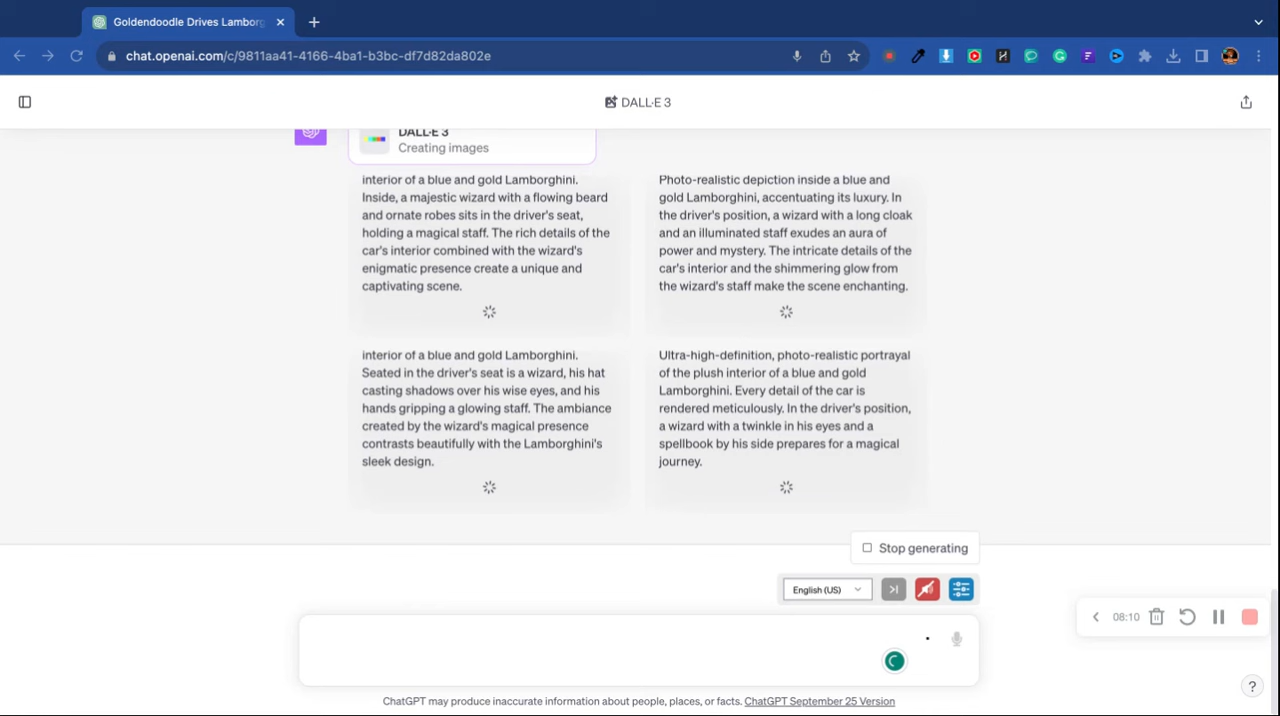 Goldendoodle Drives Lamborg
chat.openai.com/c/9811aa41-4166-4ba1-b3bc-df7d82da802e
DALL·E 3
DALL·E 3
Creating images
interior of a blue and gold Lamborghini.
Inside, a majestic wizard with a flowing beard
and ornate robes sits in the driver's seat,
holding a magical staff. The rich details of the
car's interior combined with the wizard's
enigmatic presence create a unique and
captivating scene.
Photo-realistic depiction inside a blue and
gold Lamborghini, accentuating its luxury. In
the driver's position, a wizard with a long cloak
and an illuminated staff exudes an aura of
power and mystery. The intricate details of the
car's interior and the shimmering glow from
the wizard's staff make the scene enchanting.
interior of a blue and gold Lamborghini.
Seated in the driver's seat is a wizard, his hat
casting shadows over his wise eyes, and his
hands gripping a glowing staff. The ambiance
created by the wizard's magical presence
contrasts beautifully with the Lamborghini's
sleek design.
Ultra-high-definition, photo-realistic portrayal
of the plush interior of a blue and gold
Lamborghini. Every detail of the car is
rendered meticulously. In the driver's position,
a wizard with a twinkle in his eyes and a
spellbook by his side prepares for a magical
journey.
Stop generating
English (US)
08:10
ChatGPT may produce inaccurate information about people, places, or facts. ChatGPT September 25 Version
?